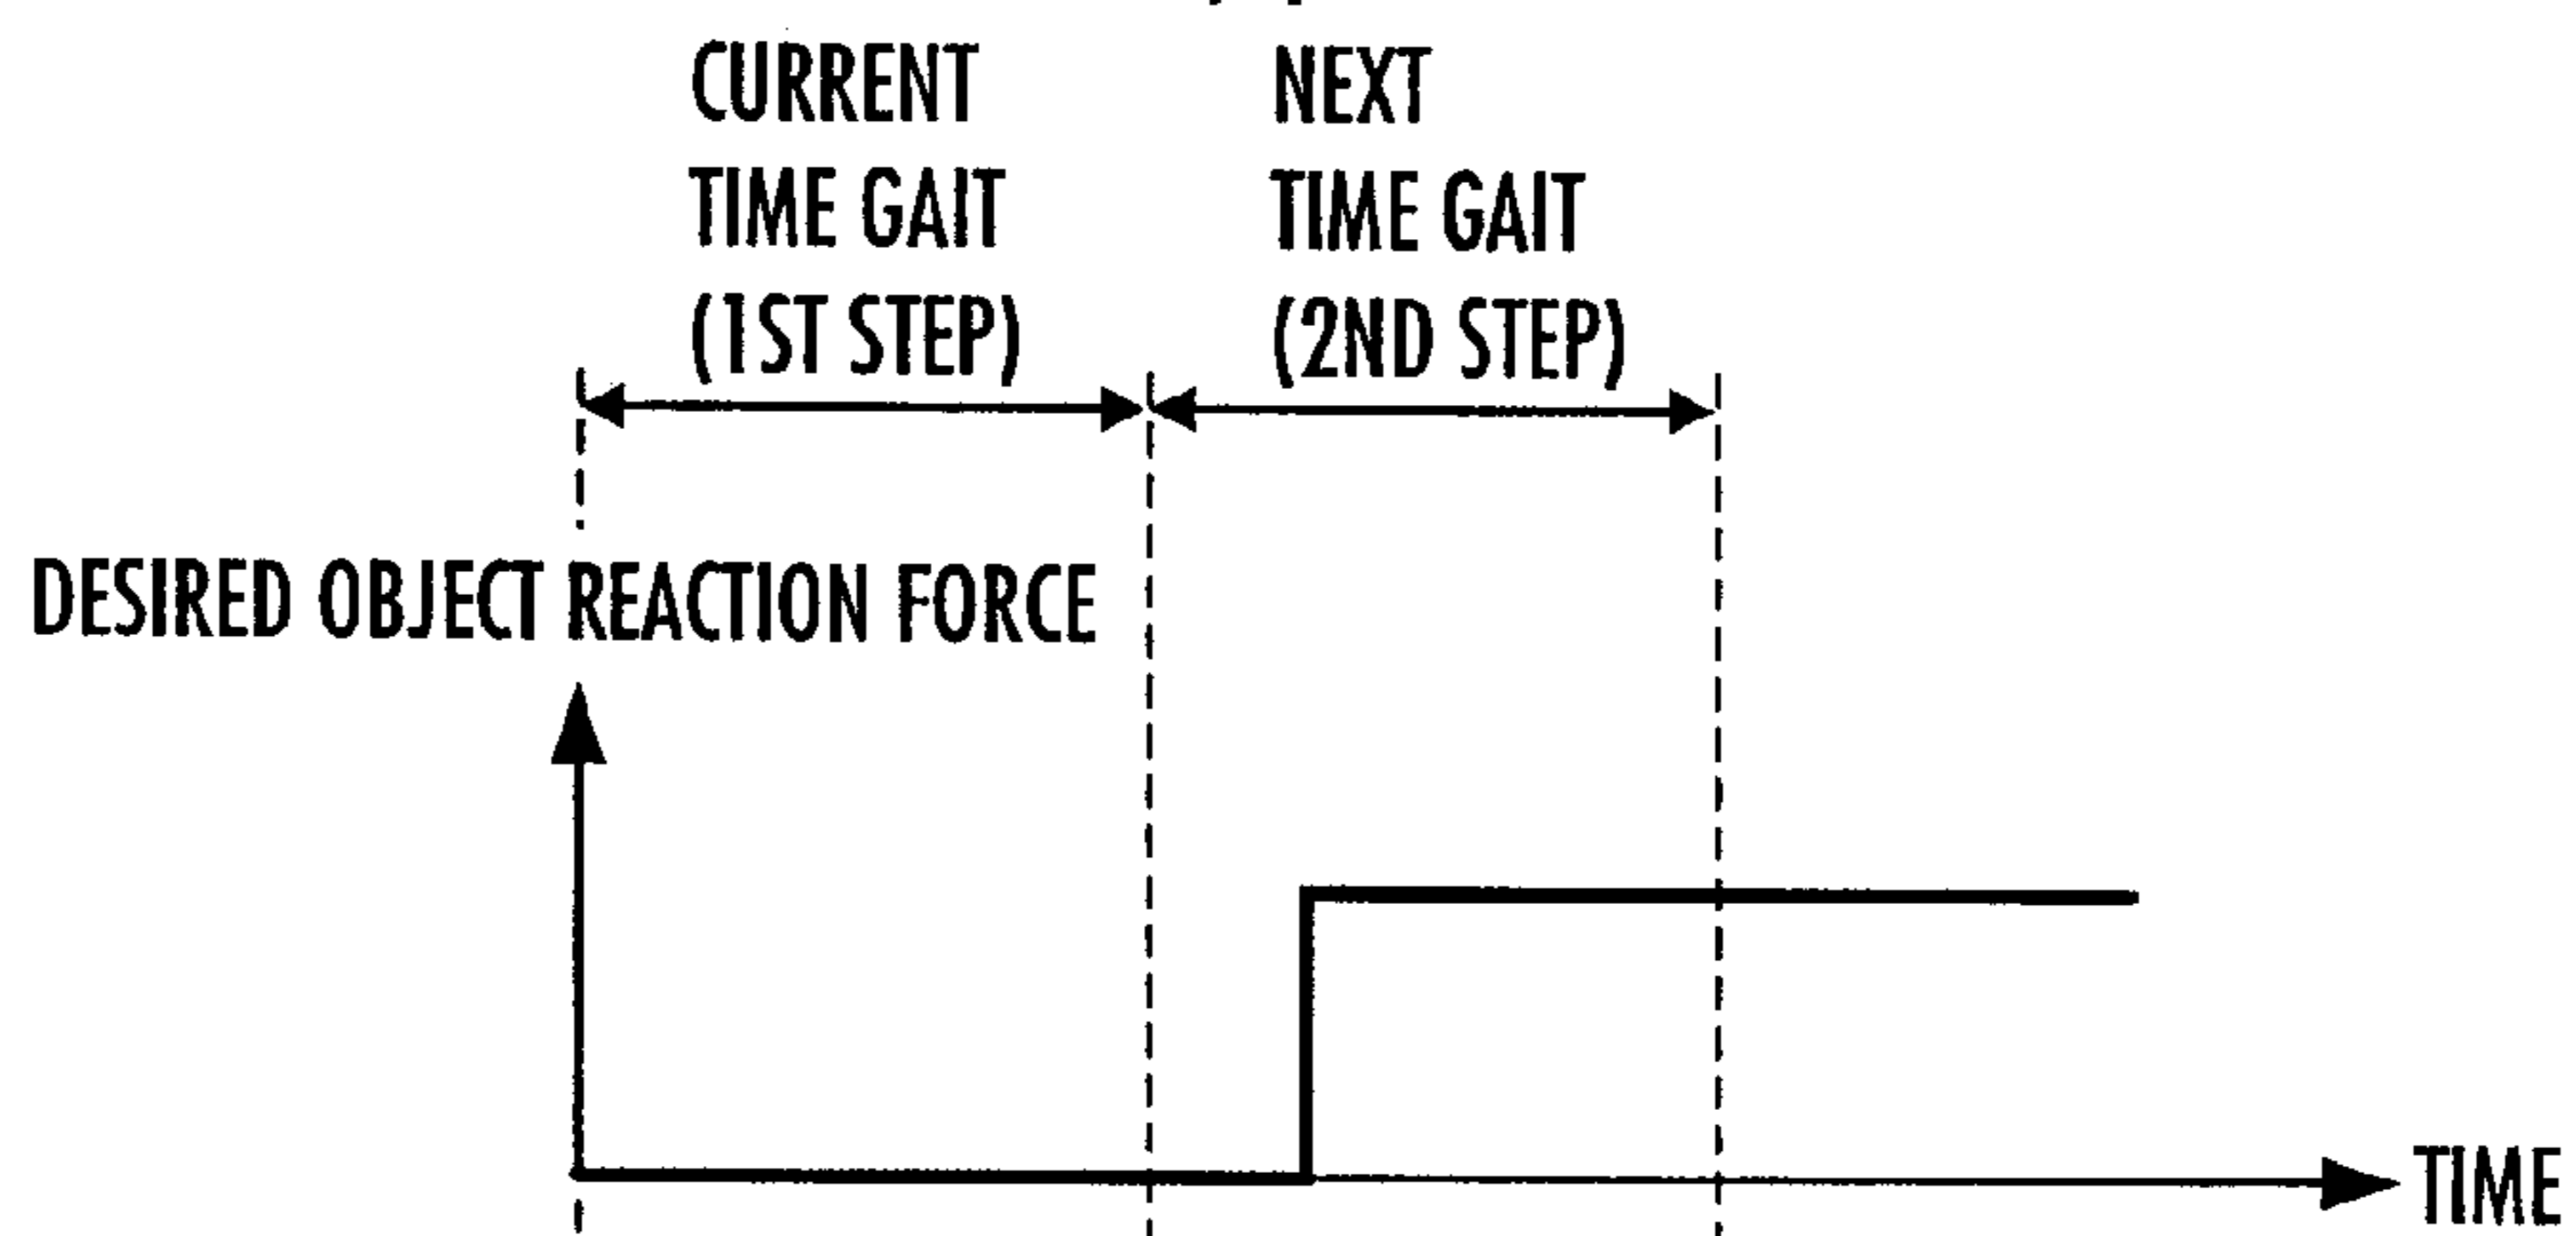 CURRENT
TIME GAIT
(1ST STEP)
NEXT
TIME GAIT
(2ND STEP)
DESIRED OBJECT REACTION FORCE
TIME